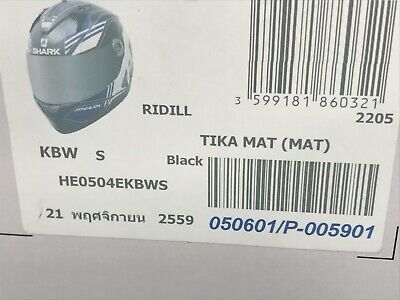 SHARK
RIDILL
3 599181 860321
2205
TIKA MAT (MAT)
KBW S
Black
HE0504EKBWS
21 พฤศจิกายน 2559
050601/P-005901